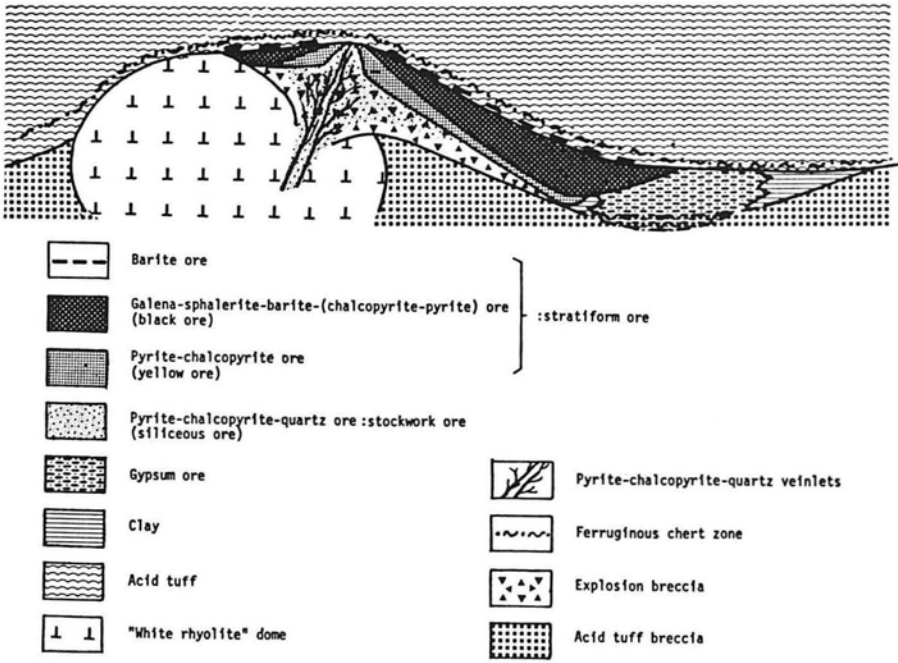 Barite ore
Galena-sphalerite-barite-(chalcopyrite-pyrite) ore
(black ore)
:stratiform ore
Pyrite-chalcopyrite ore
(yellow ore)
Pyrite-chalcopyrite-quartz ore :stockwork ore
(siliceous ore)
Gypsum ore
Clay
Acid tuff
"White rhyolite" dome
Pyrite-chalcopyrite-quartz veinlets
Ferruginous chert zone
Explosion breccia
Acid tuff breccia